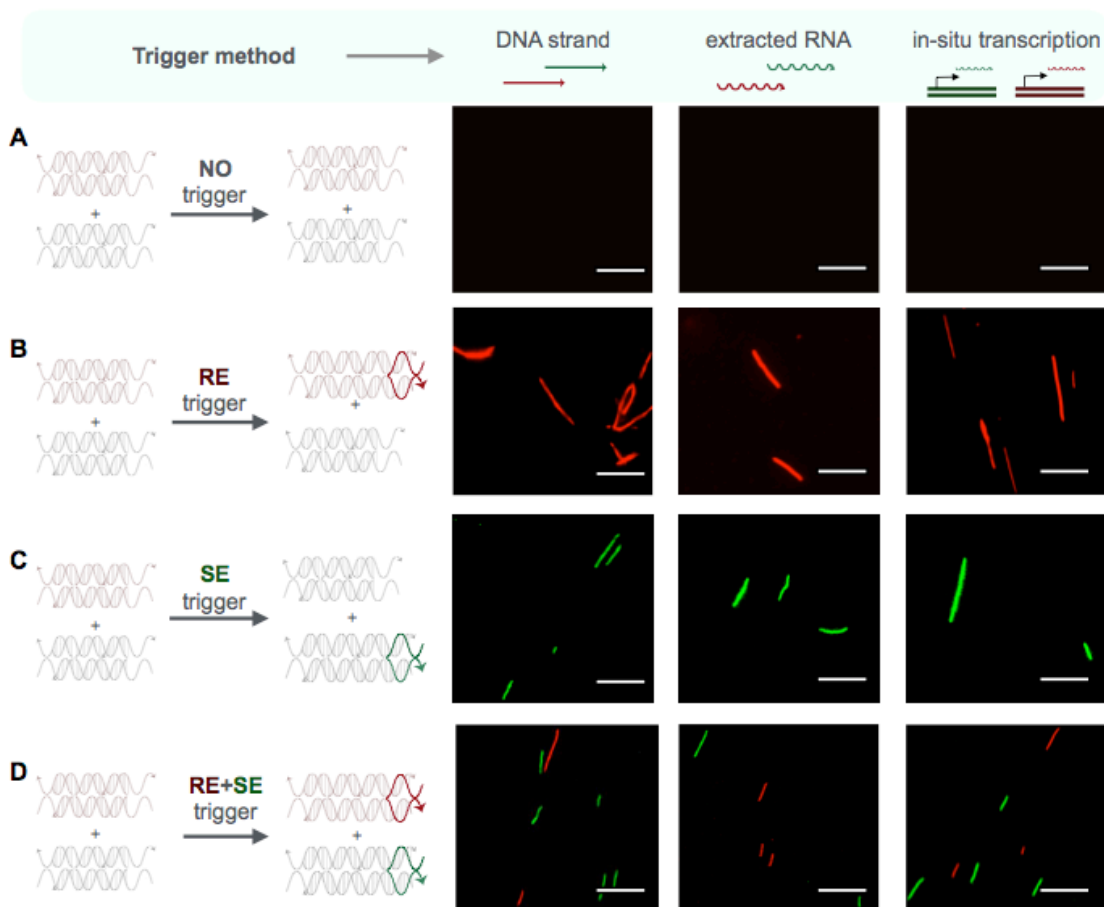 Trigger method
DNA strand
extracted RNA
in-situ transcription
A
NO
trigger
+
+
B
RE
trigger
+
+
C
SE
trigger
+
+
D
RE+SE
trigger
+
+